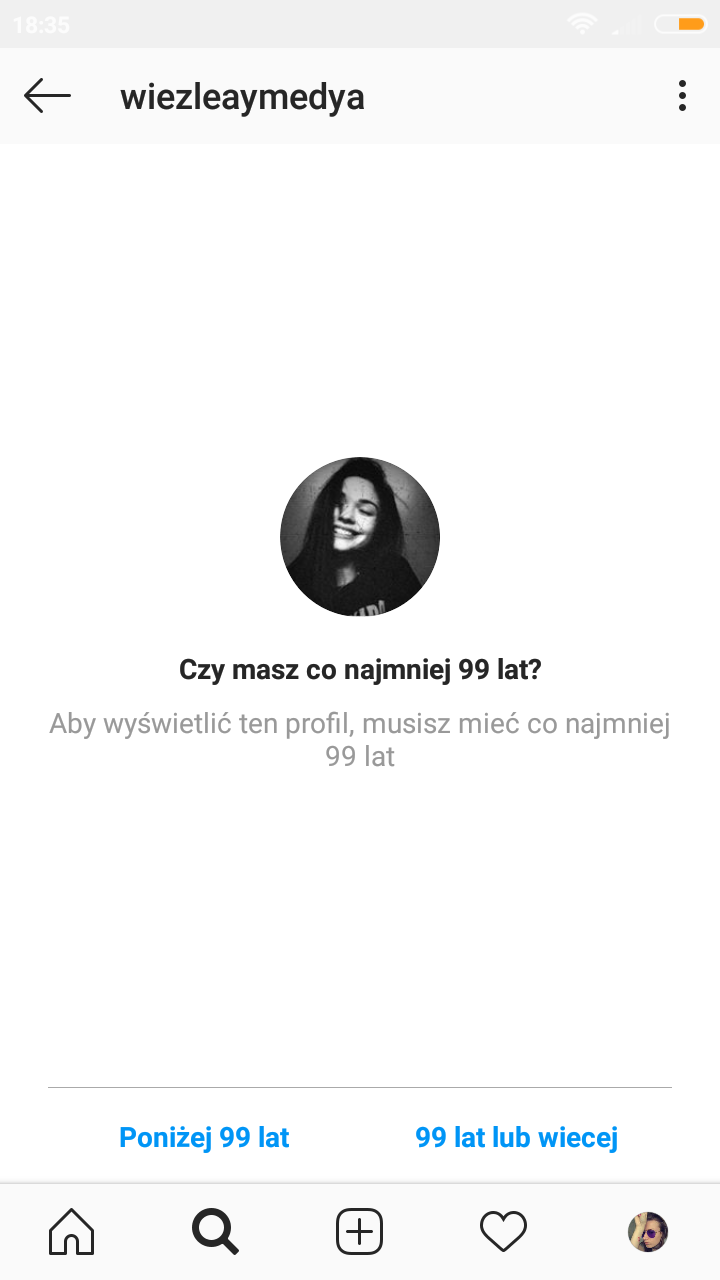 18:35
wiezleaymedya
Czy masz co najmniej 99 lat?
Aby wyświetlić ten profil, musisz mieć co najmniej
99 lat
Poniżej 99 lat
99 lat lub wiecej